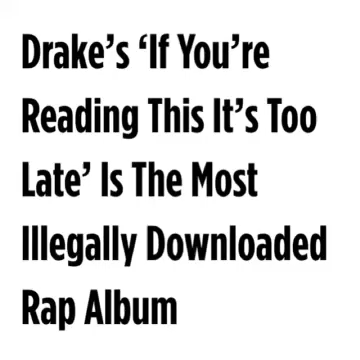 Drake’s ‘If You’re
Reading This It’s Too
Late’ Is The Most
Illegally Downloaded
Rap Album